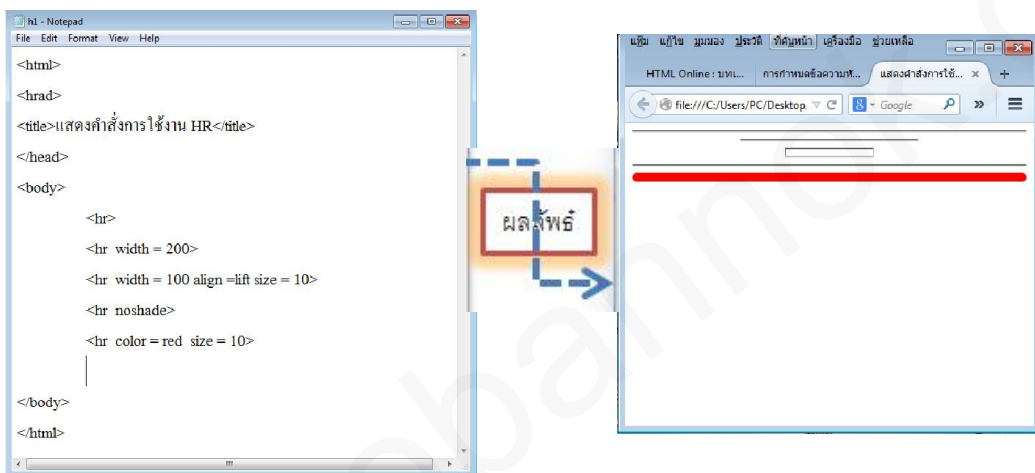 h1 - Notepad
File Edit Format View Help
<html>
<hrad>
<title>แสดงคำสั่งการใช้งาน HR</title>
</head>
<body>
<hr>
<hr width = 200>
<hr width = 100 align =lift size = 10>
<hr noshade>
<hr color = red size = 10>
</body>
</html>
ผลลัพธ์
แฟ้ม แก้ไข มุมมอง ประวัติ ที่คั่นหน้า เครื่องมือ ช่วยเหลือ
HTML Online : บทเ... การกำหนดข้อความหั... แสดงคำสั่งการใช้... × +
file:///C:/Users/PC/Desktop Google »